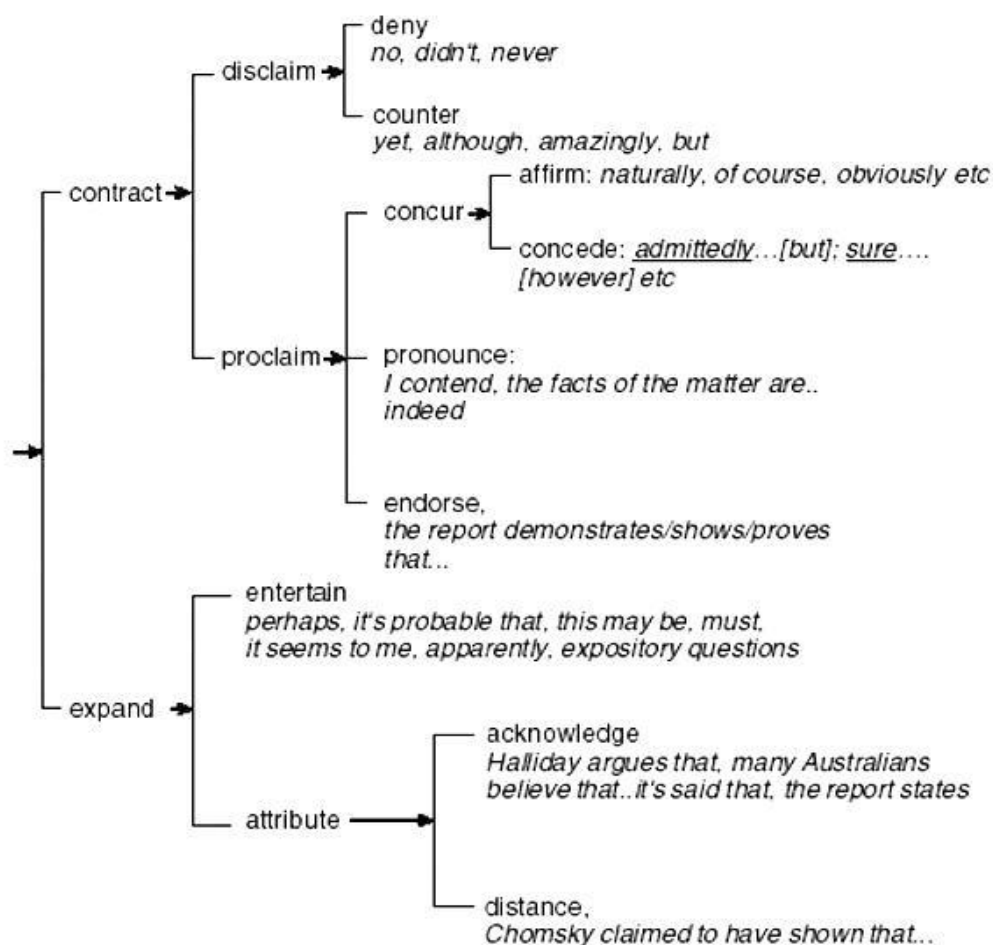 deny
no, didn't, never
disclaim
counter
yet, although, amazingly, but
contract
affirm: naturally, of course, obviously etc
concur
concede: admittedly...[but]; sure....
[however] etc
proclaim
pronounce:
I contend, the facts of the matter are..
indeed
endorse,
the report demonstrates/shows/proves
that...
entertain
perhaps, it's probable that, this may be, must,
it seems to me, apparently, expository questions
expand
acknowledge
Halliday argues that, many Australians
believe that..it's said that, the report states
attribute
distance,
Chomsky claimed to have shown that...